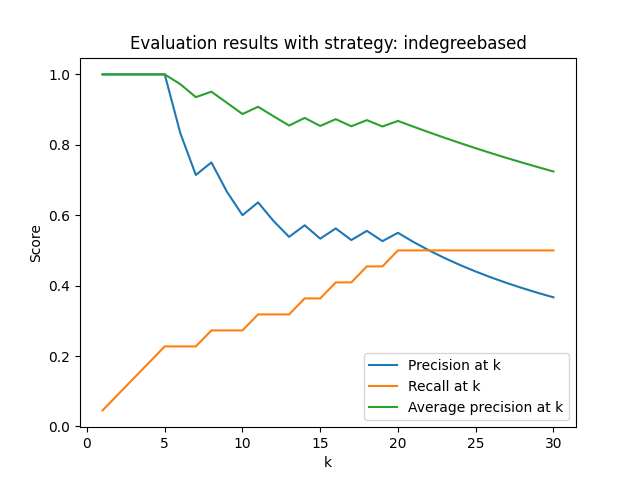 Evaluation results with strategy: indegreebased
Score
1.0
0.8
0.6
0.4
0.2
0.0
0 5 10 15 20 25 30
k
Precision at k
Recall at k
Average precision at k